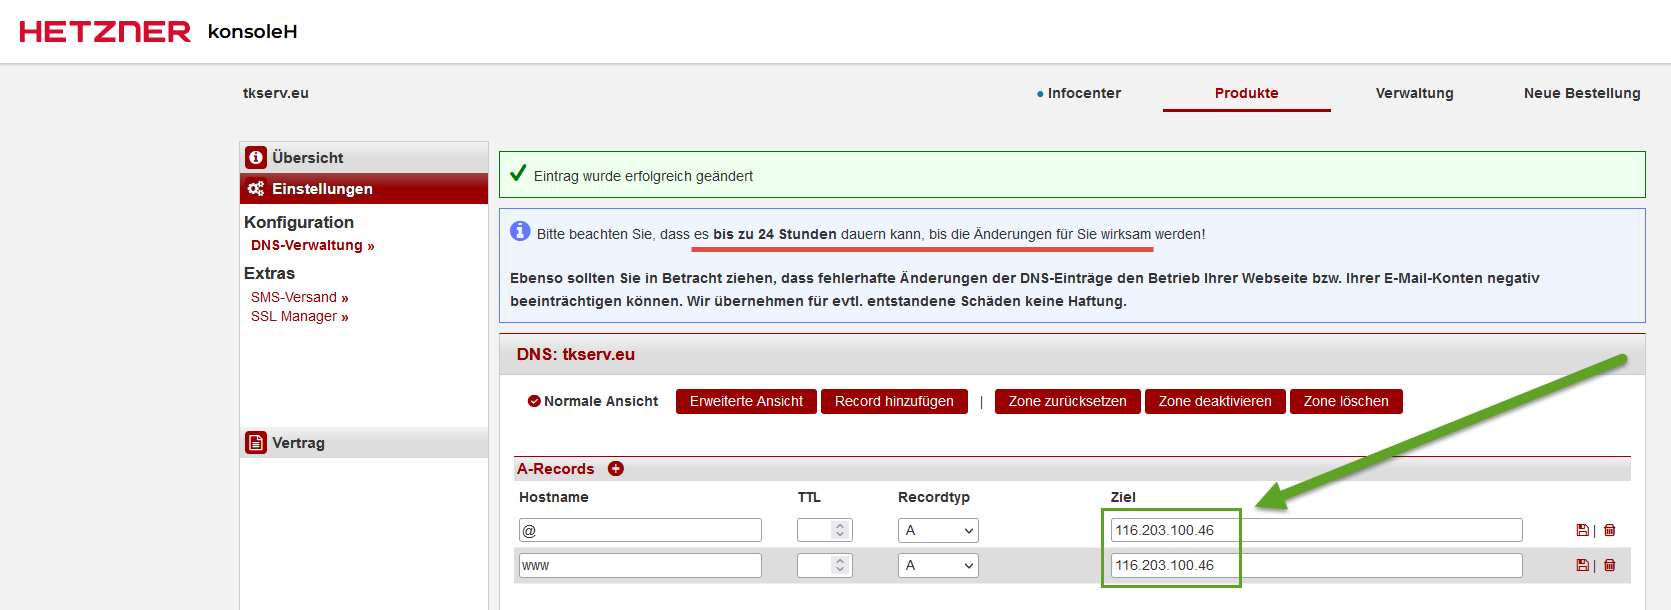 HETZNER konsoleH
tkserv.eu
Infocenter Produkte Verwaltung Neue Bestellung
Übersicht
Einstellungen
Konfiguration
DNS-Verwaltung »
Extras
SMS-Versand »
SSL Manager »
Vertrag
Eintrag wurde erfolgreich geändert
Bitte beachten Sie, dass es bis zu 24 Stunden dauern kann, bis die Änderungen für Sie wirksam werden!
Ebenso sollten Sie in Betracht ziehen, dass fehlerhafte Änderungen der DNS-Einträge den Betrieb Ihrer Webseite bzw. Ihrer E-Mail-Konten negativ
beeinträchtigen können. Wir übernehmen für evtl. entstandene Schäden keine Haftung.
DNS: tkserv.eu
Normale Ansicht Erweiterte Ansicht Record hinzufügen | Zone zurücksetzen Zone deaktivieren Zone löschen
A-Records
Hostname TTL Recordtyp Ziel
@ A 116.203.100.46 |
www A 116.203.100.46 |